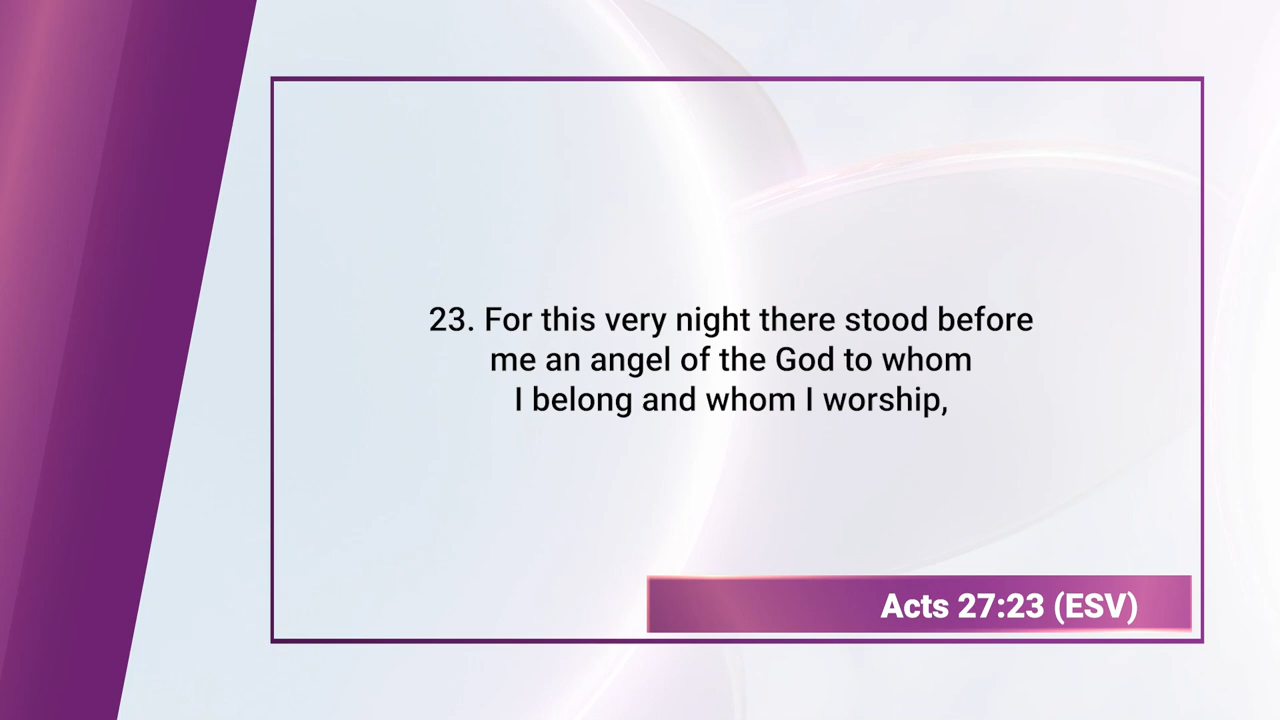 23. For this very night there stood before
me an angel of the God to whom
I belong and whom I worship,
Acts 27:23 (ESV)